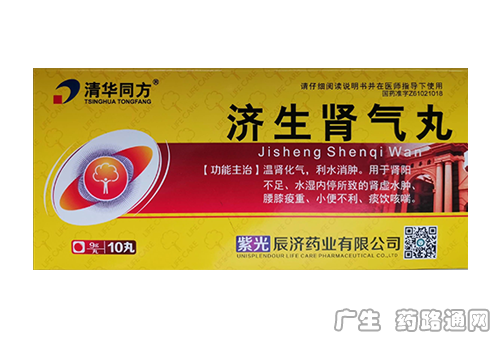 清华同方®
TSINGHUA TONGFANG
请仔细阅读说明书并在医师指导下使用
国药准字Z61021018
济生肾气丸
Jisheng Shenqi Wan
【功能主治】温肾化气,利水消肿。用于肾阳
不足、水湿内停所致的肾虚水肿、
腰膝痠重、小便不利、痰饮咳喘。
10丸
紫光 辰济药业有限公司
UNISPLENDOUR LIFE CARE PHARMACEUTICAL CO.,LTD
广生 药路通网